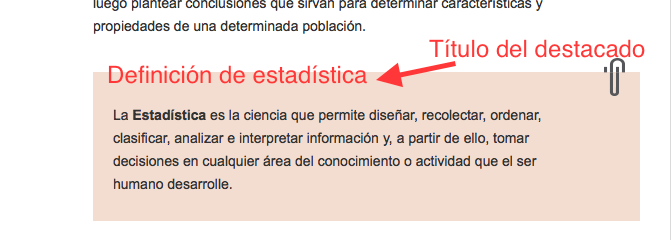 luego plantear conclusiones que sirvan para determinar características y
propiedades de una determinada población.
Título del destacado
Definición de estadística
La Estadística es la ciencia que permite diseñar, recolectar, ordenar,
clasificar, analizar e interpretar información y, a partir de ello, tomar
decisiones en cualquier área del conocimiento o actividad que el ser
humano desarrolle.